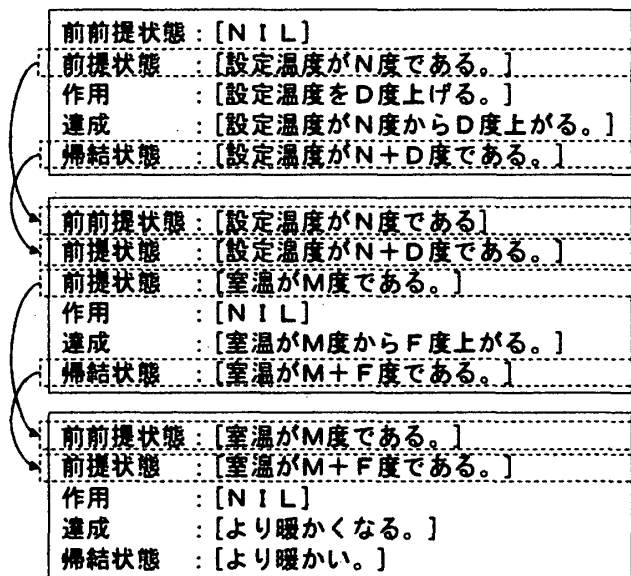 前前提状態：[ＮＩＬ]
前提状態　：[設定温度がＮ度である。]
作用　　　：[設定温度をＤ度上げる。]
達成　　　：[設定温度がＮ度からＤ度上がる。]
帰結状態　：[設定温度がＮ＋Ｄ度である。]
前前提状態：[設定温度がＮ度である]
前提状態　：[設定温度がＮ＋Ｄ度である。]
前提状態　：[室温がＭ度である。]
作用　　　：[ＮＩＬ]
達成　　　：[室温がＭ度からＦ度上がる。]
帰結状態　：[室温がＭ＋Ｆ度である。]
前前提状態：[室温がＭ度である。]
前提状態　：[室温がＭ＋Ｆ度である。]
作用　　　：[ＮＩＬ]
達成　　　：[より暖かくなる。]
帰結状態　：[より暖かい。]